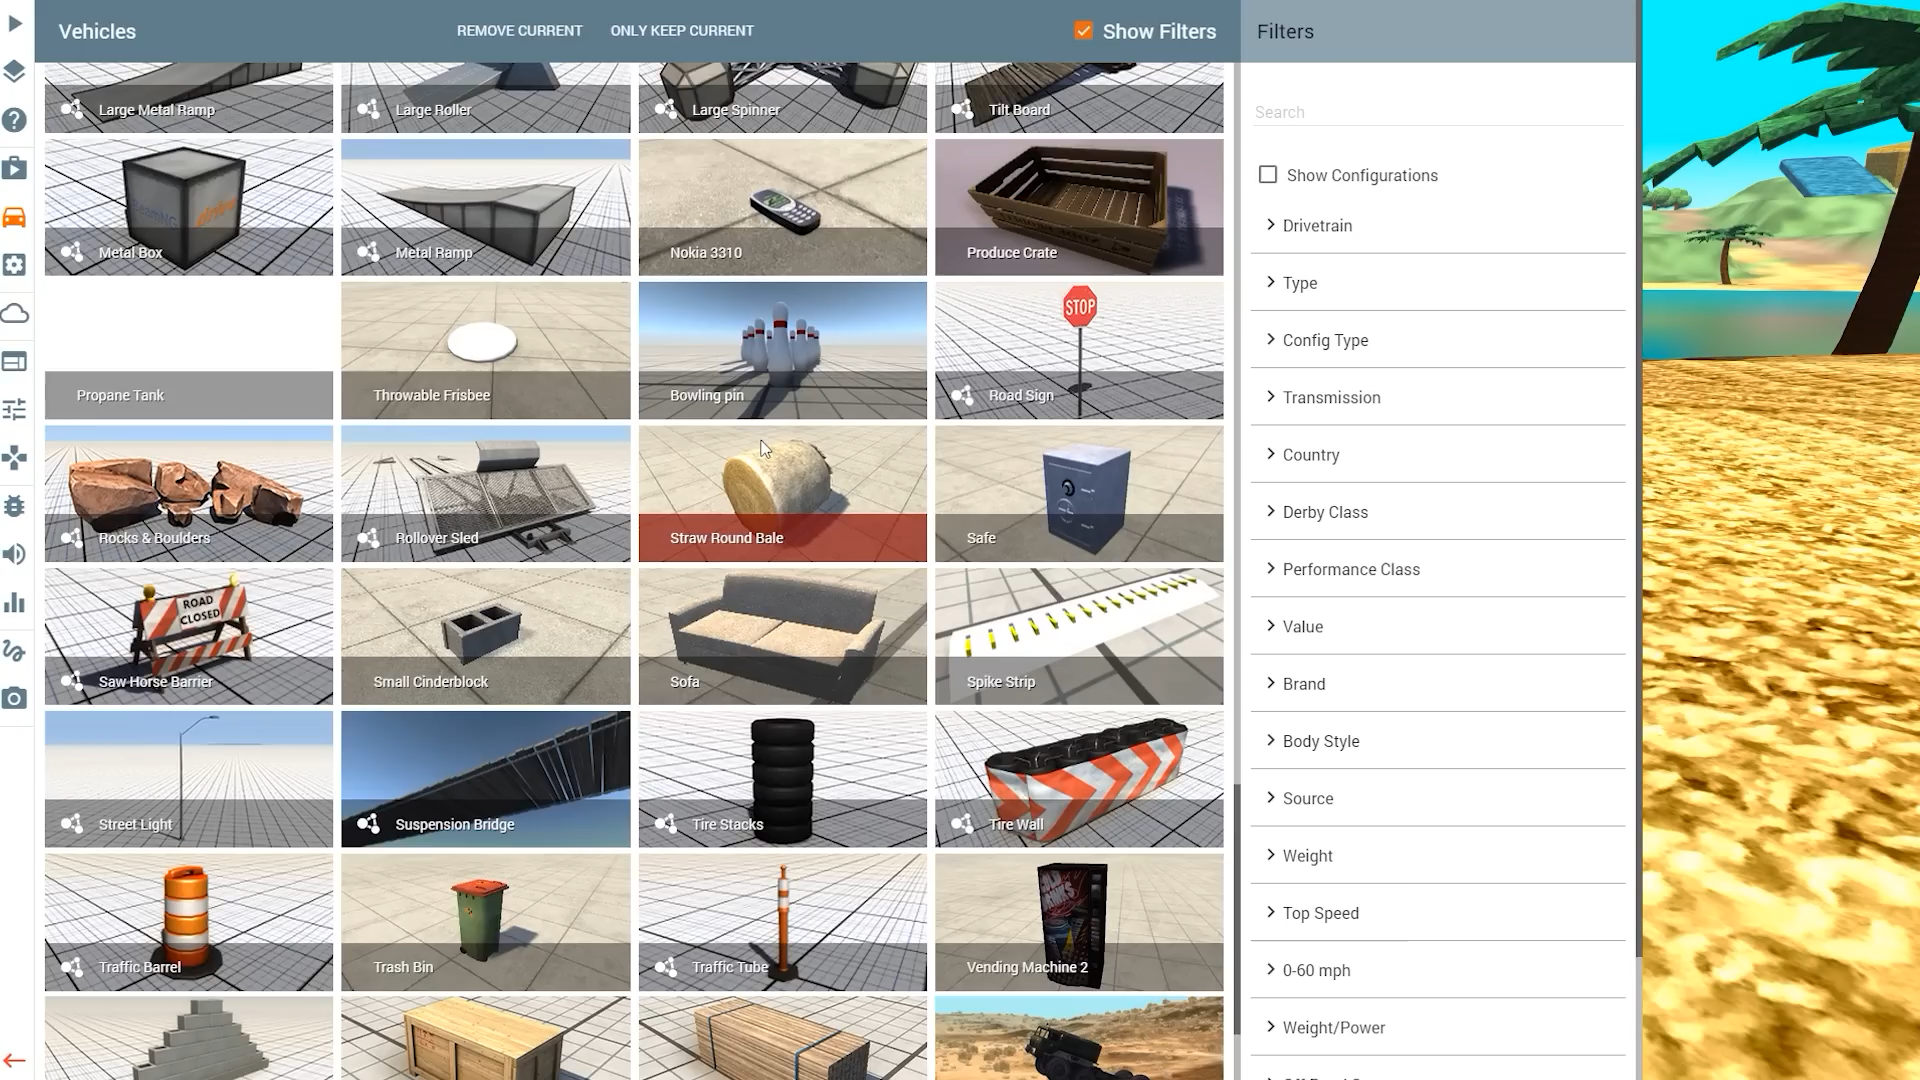 Vehicles
REMOVE CURRENT
ONLY KEEP CURRENT
Show Filters
Filters
Large Metal Ramp
Large Roller
Large Spinner
Tilt Board
Search
Show Configurations
BeamNG
Metal Box
Metal Ramp
Nokia 3310
Produce Crate
Drivetrain
Type
STOP
Propane Tank
Throwable Frisbee
Bowling pin
Road Sign
Config Type
Transmission
Country
Rocks & Boulders
Rollover Sled
Straw Round Bale
Safe
Derby Class
Performance Class
ROAD
CLOSED
Saw Horse Barrier
Small Cinderblock
Sofa
Spike Strip
Value
Brand
Body Style
Street Light
Suspension Bridge
Tire Stacks
Tire Wall
Source
Weight
Top Speed
Traffic Barrel
Trash Bin
Traffic Tube
Vending Machine 2
0-60 mph
Weight/Power